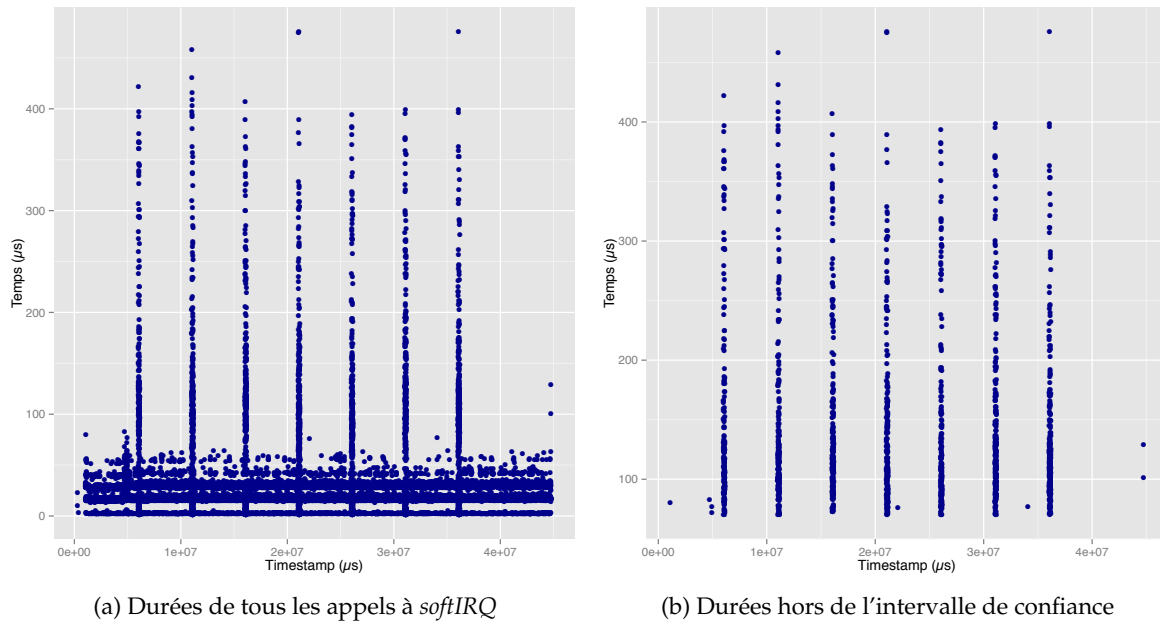 400
300
200
100
0
Temps (µs)
0e+00
1e+07
2e+07
3e+07
4e+07
Timestamp (µs)
(a) Durées de tous les appels à softIRQ
400
300
200
100
Temps (µs)
0e+00
1e+07
2e+07
3e+07
4e+07
Timestamp (µs)
(b) Durées hors de l'intervalle de confiance